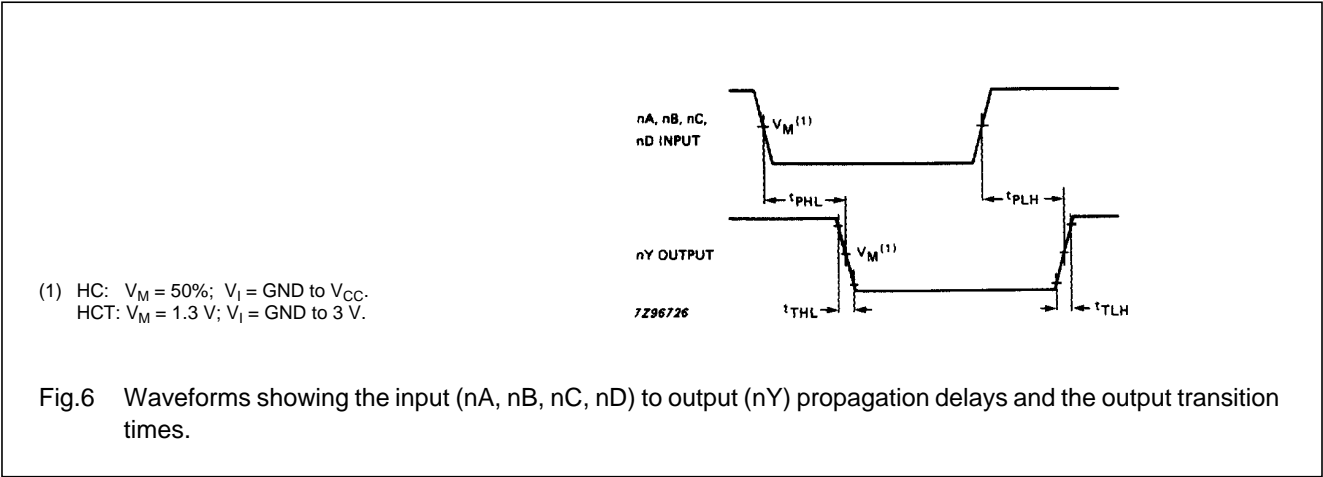 nA, nB, nC,
nD INPUT
VM(1)
tPHL
tPLH
nY OUTPUT
VM(1)
7Z96726
tTHL
tTLH
(1) HC: VM = 50%; VI = GND to VCC.
HCT: VM = 1.3 V; VI = GND to 3 V.
Fig.6 Waveforms showing the input (nA, nB, nC, nD) to output (nY) propagation delays and the output transition
times.